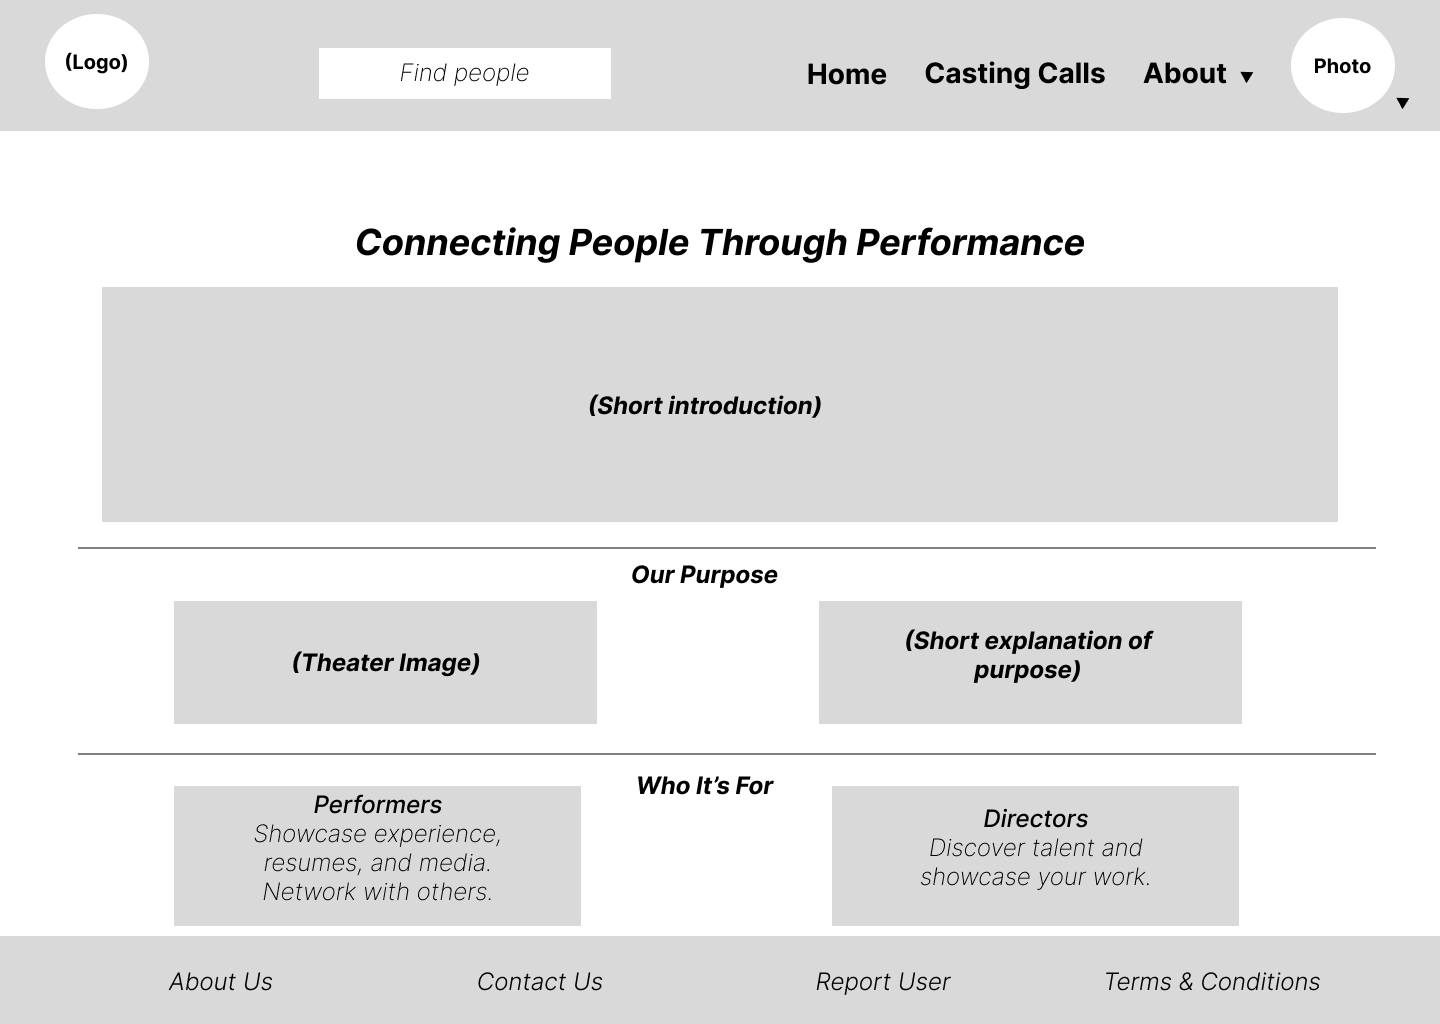 (Logo)
Find people
Home
Casting Calls
About ▼
Photo
▼
Connecting People Through Performance
(Short introduction)
Our Purpose
(Theater Image)
(Short explanation of
purpose)
Who It’s For
Performers
Showcase experience,
resumes, and media.
Network with others.
Directors
Discover talent and
showcase your work.
About Us
Contact Us
Report User
Terms & Conditions